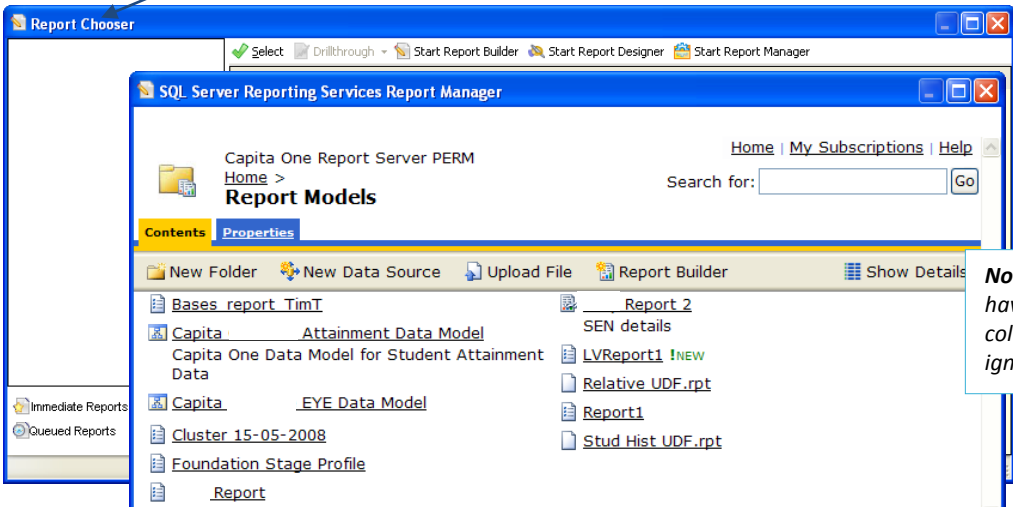 Report Chooser
Select Drillthrough Start Report Builder Start Report Designer Start Report Manager
SQL Server Reporting Services Report Manager
Home | My Subscriptions | Help
Capita One Report Server PERM
Home >
Search for: Go
Report Models
Contents Properties
New Folder New Data Source Upload File Report Builder Show Details
Bases report TimT
Capita Attainment Data Model
Capita One Data Model for Student Attainment
Data
Capita EYE Data Model
Cluster 15-05-2008
Foundation Stage Profile
Report
Report 2
SEN details
LVReport1 !NEW
Relative UDF.rpt
Report1
Stud Hist UDF.rpt
Immediate Reports
Queued Reports